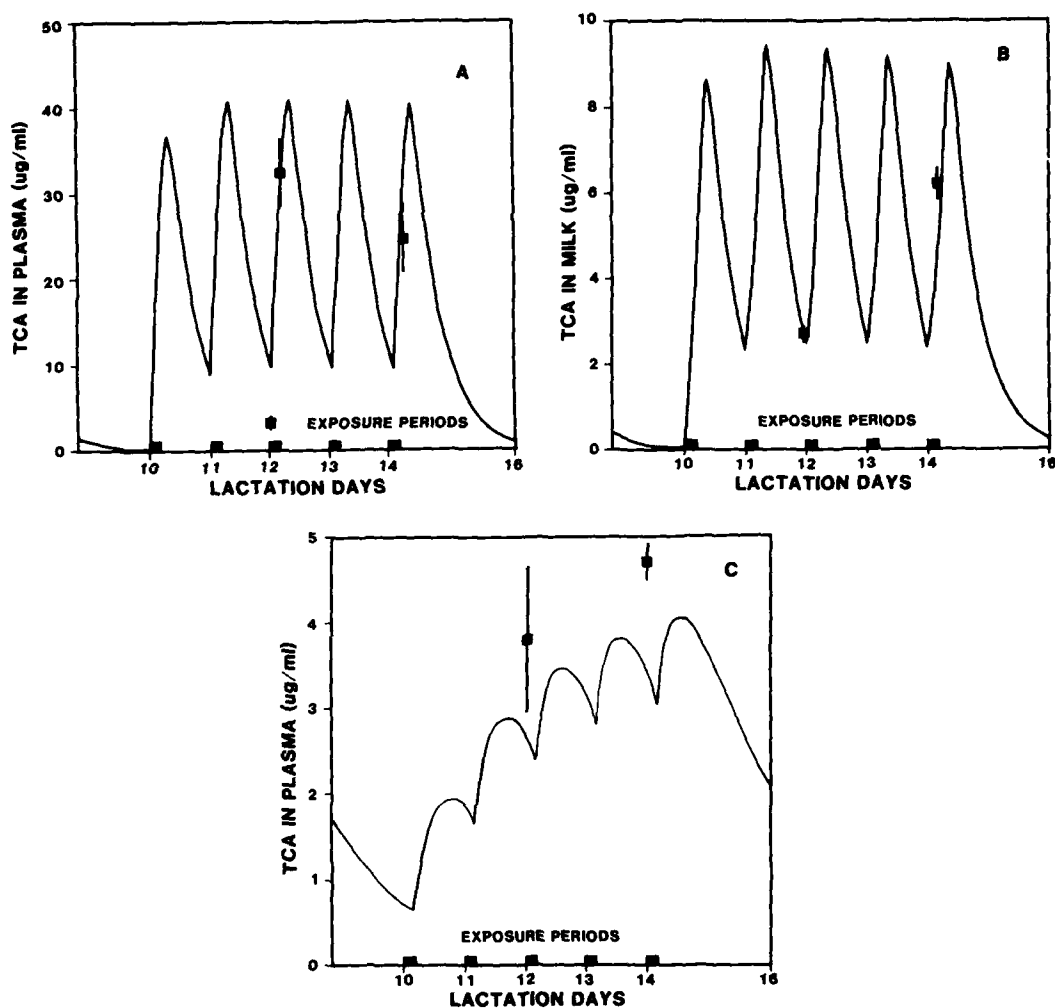 A
TCA IN PLASMA (ug/ml)
50
40
30
20
10
0
EXPOSURE PERIODS
10 11 12 13 14 16
LACTATION DAYS
B
TCA IN MILK (ug/ml)
10
8
6
4
2
0
EXPOSURE PERIODS
10 11 12 13 14 16
LACTATION DAYS
C
TCA IN PLASMA (ug/ml)
5
4
3
2
1
0
EXPOSURE PERIODS
10 11 12 13 14 16
LACTATION DAYS